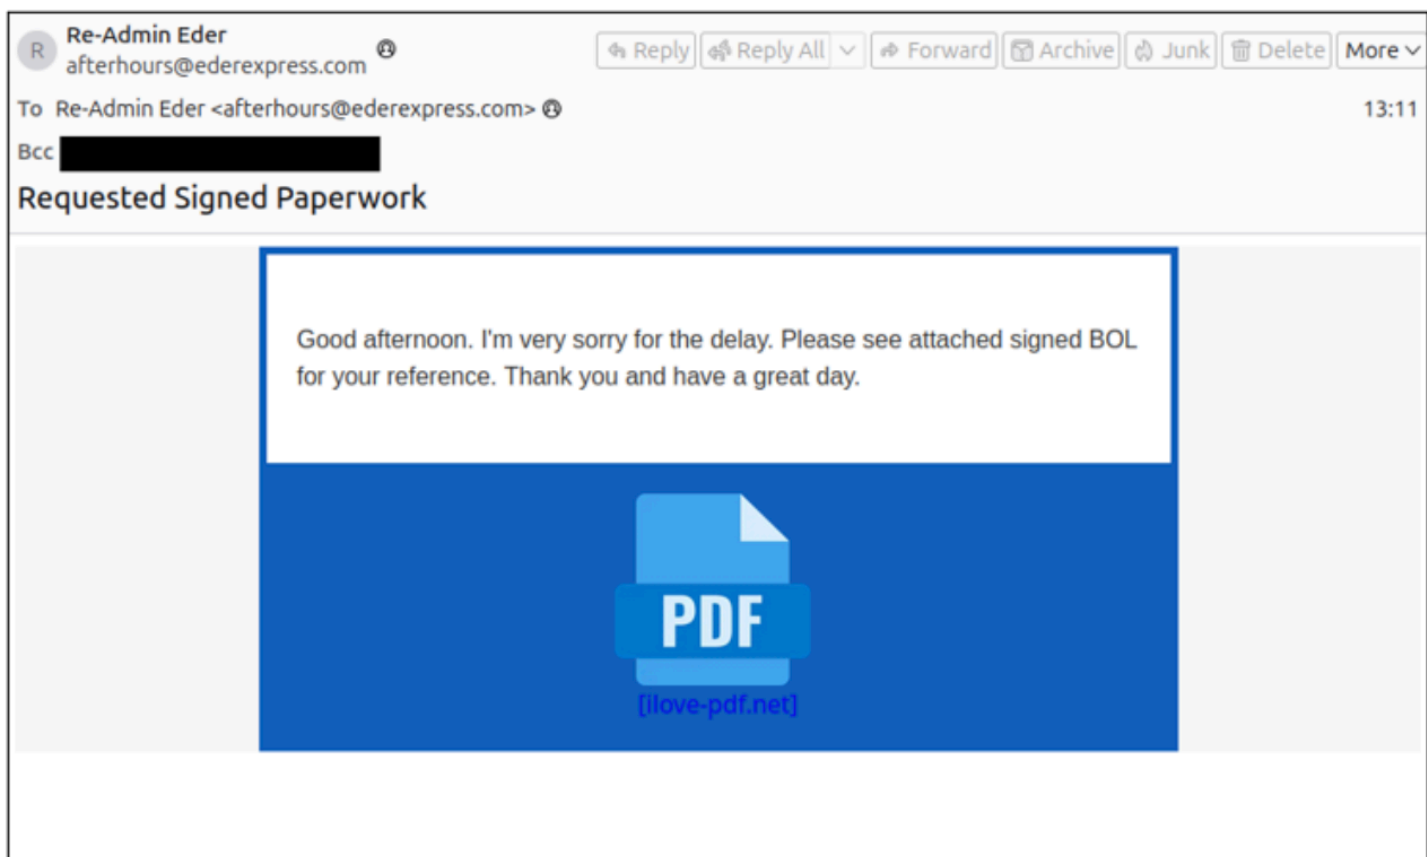 R
Re-Admin Eder
afterhours@ederexpress.com
Reply Reply All Forward Archive Junk Delete More
To Re-Admin Eder <afterhours@ederexpress.com>
13:11
Bcc
Requested Signed Paperwork
Good afternoon. I'm very sorry for the delay. Please see attached signed BOL
for your reference. Thank you and have a great day.
PDF
[ilove-pdf.net]